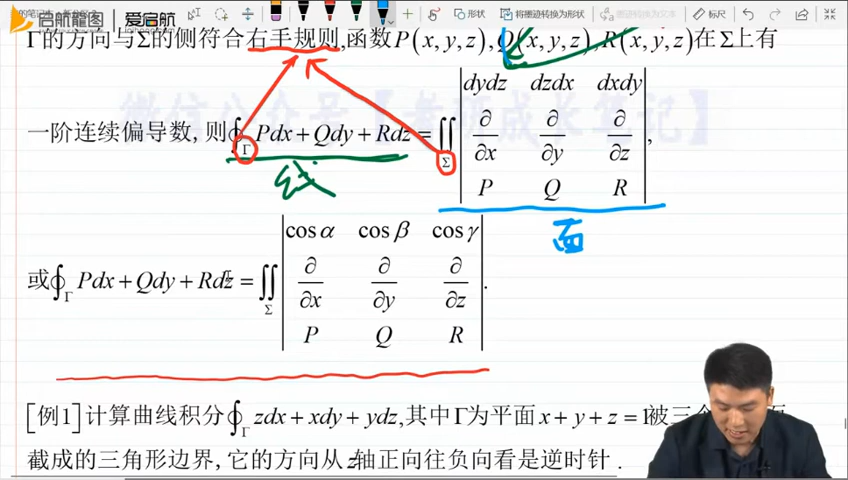 启航龍图 爱启航
形状 将墨迹转换为形状 标尺
Γ的方向与Σ的侧符合右手规则,函数P(x,y,z),Q(x,y,z),R(x,y,z)在Σ上有
dydz dzdx dxdy
一阶连续偏导数,则∮_Γ Pdx+Qdy+Rdz=∬_Σ ∂/∂x ∂/∂y ∂/∂z ,
P Q R
线 面
cosα cosβ cosγ
或∮_Γ Pdx+Qdy+Rdz=∬_Σ ∂/∂x ∂/∂y ∂/∂z .
P Q R
[例1]计算曲线积分∮_Γ zdx+xdy+ydz,其中Γ为平面x+y+z=1被三
截成的三角形边界,它的方向从z轴正向往负向看是逆时针.